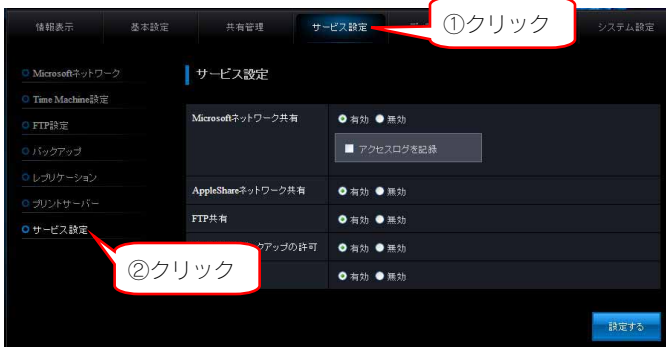 情報表示 基本設定 共有管理 サービス設定 システム設定
①クリック
Microsoftネットワーク
Time Machine設定
FTP設定
バックアップ
レプリケーション
プリントサーバー
サービス設定
②クリック
サービス設定
Microsoftネットワーク共有 有効 無効
アクセスログを記録
AppleShareネットワーク共有 有効 無効
FTP共有 有効 無効
クアップの許可 有効 無効
有効 無効
設定する